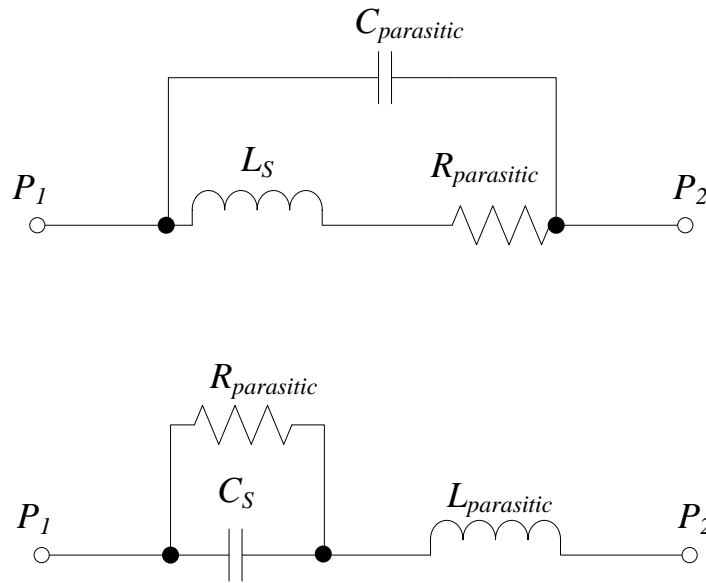 C_parasitic
L_S
R_parasitic
P_1
P_2
R_parasitic
C_S
L_parasitic
P_1
P_2